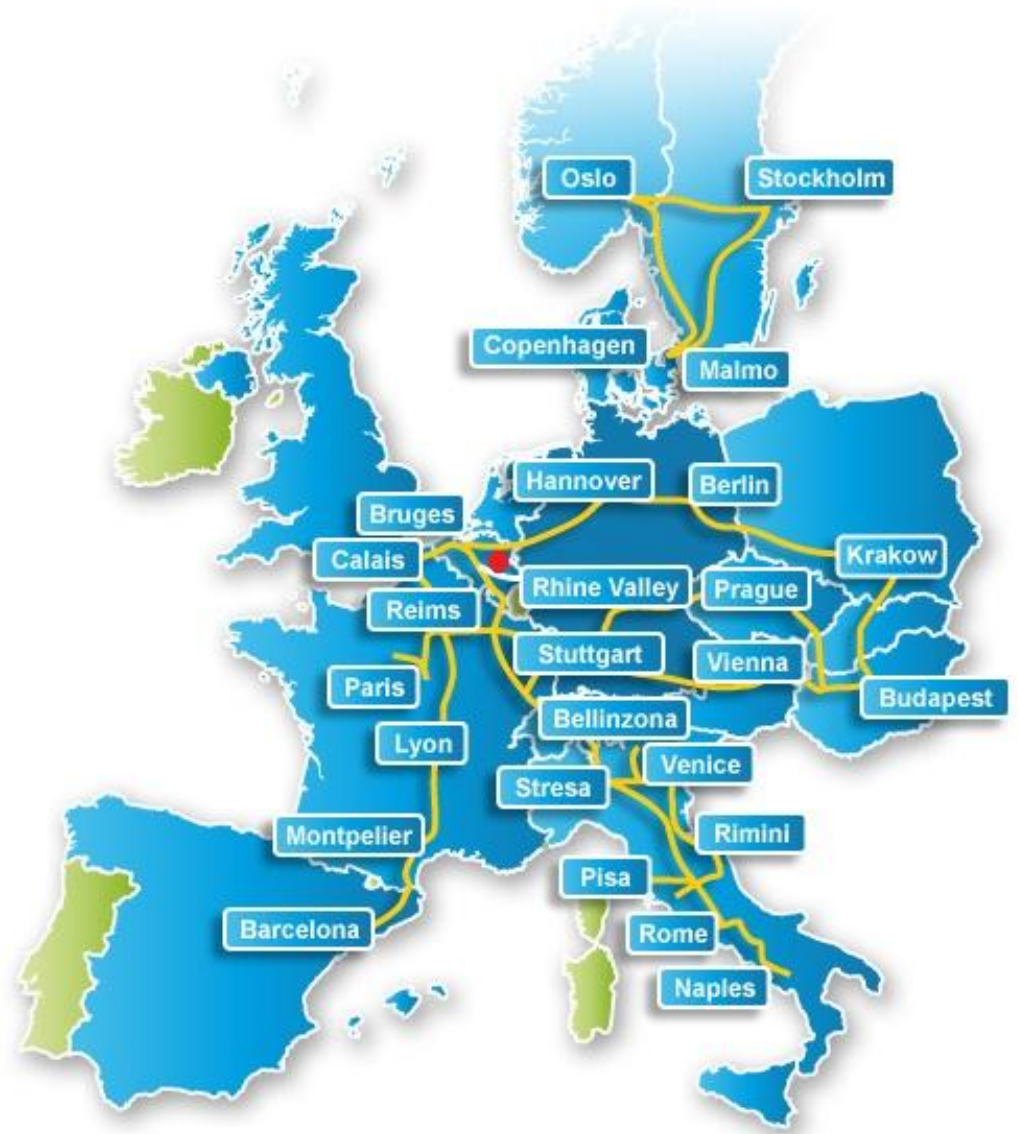 Oslo
Stockholm
Copenhagen
Malmo
Hannover
Berlin
Bruges
Calais
Krakow
Rhine Valley
Prague
Reims
Stuttgart
Vienna
Paris
Budapest
Bellinzona
Lyon
Venice
Stresa
Montpelier
Rimini
Pisa
Barcelona
Rome
Naples